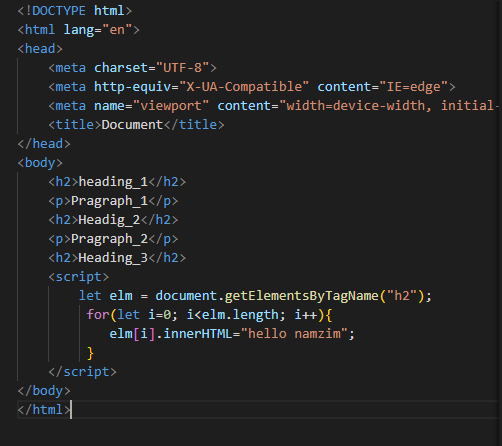 <!DOCTYPE html>
<html lang="en">
<head>
    <meta charset="UTF-8">
    <meta http-equiv="X-UA-Compatible" content="IE=edge">
    <meta name="viewport" content="width=device-width, initial-
    <title>Document</title>
</head>
<body>
    <h2>heading_1</h2>
    <p>Pragraph_1</p>
    <h2>Headig_2</h2>
    <p>Pragraph_2</p>
    <h2>Heading_3</h2>
    <script>
        let elm = document.getElementsByTagName("h2");
         for(let i=0; i<elm.length; i++){
            elm[i].innerHTML="hello namzim";
         }
    </script>
</body>
</html>